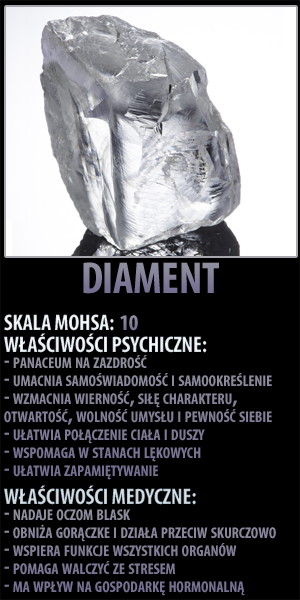 DIAMENT
SKALA MOHSA: 10
WŁAŚCIWOŚCI PSYCHICZNE:
- PANACEUM NA ZAZDROŚĆ
- UMACNIA SAMOŚWIADOMOŚĆ I SAMOOKREŚLENIE
- WZMACNIA WIERNOŚĆ, SIŁĘ CHARAKTERU,
OTWARTOŚĆ, WOLNOŚĆ UMYSŁU I PEWNOŚĆ SIEBIE
- UŁATWIA POŁĄCZENIE CIAŁA I DUSZY
- WSPOMAGA W STANACH LĘKOWYCH
- UŁATWIA ZAPAMIĘTYWANIE
WŁAŚCIWOŚCI MEDYCZNE:
- NADAJE OCZOM BLASK
- OBNIŻA GORĄCZKE I DZIAŁA PRZECIW SKURCZOWO
- WSPIERA FUNKCJE WSZYSTKICH ORGANÓW
- POMAGA WALCZYĆ ZE STRESEM
- MA WPŁYW NA GOSPODARKĘ HORMONALNĄ